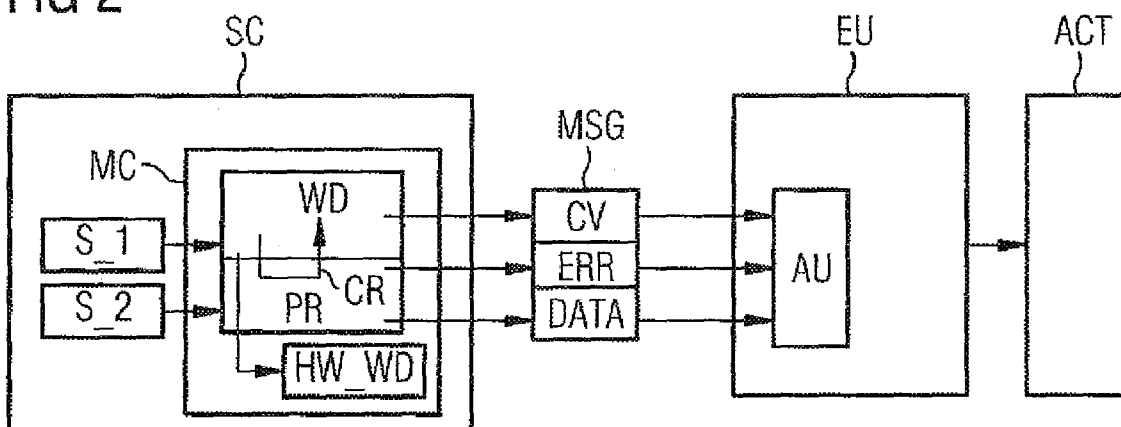 FIG 2
SC
EU
ACT
MSG
MC
WD
CV
S_1
ERR
AU
CR
S_2
PR
DATA
HW_WD